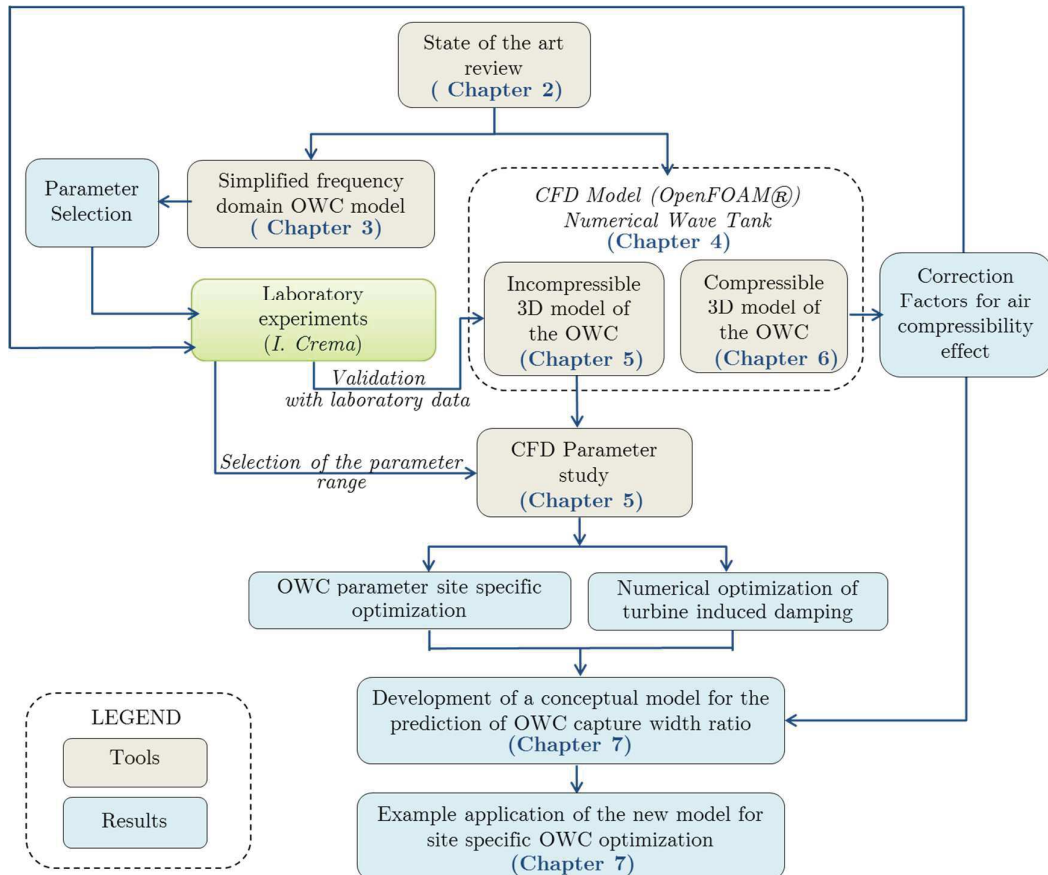 State of the art
review
( Chapter 2)
Parameter
Selection
Simplified frequency
domain OWC model
( Chapter 3)
CFD Model (OpenFOAM®)
Numerical Wave Tank
(Chapter 4)
Incompressible
3D model of
the OWC
(Chapter 5)
Compressible
3D model of
the OWC
(Chapter 6)
Correction
Factors for air
compressibility
effect
Laboratory
experiments
(I. Crema)
Validation
with laboratory data
Selection of the parameter
range
CFD Parameter
study
(Chapter 5)
OWC parameter site specific
optimization
Numerical optimization of
turbine induced damping
Development of a conceptual model for the
prediction of OWC capture width ratio
(Chapter 7)
Example application of the new model for
site specific OWC optimization
(Chapter 7)
LEGEND
Tools
Results